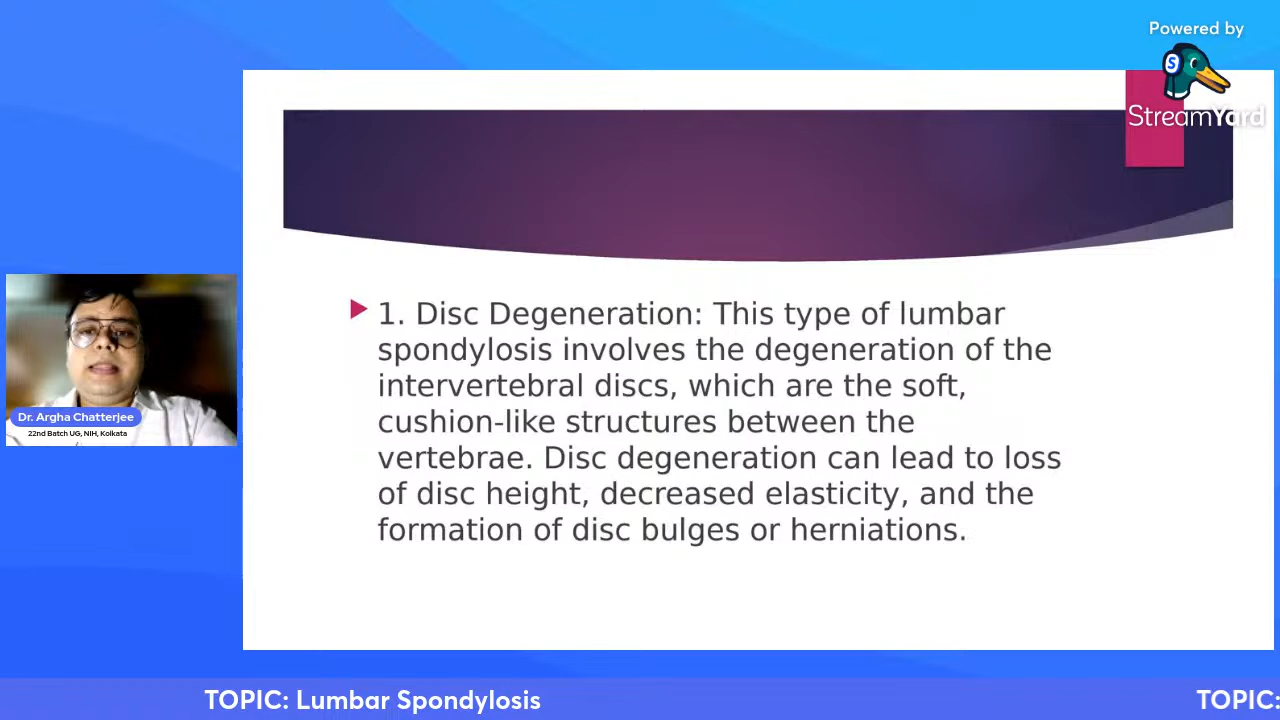 Powered by
S
StreamYard
1. Disc Degeneration: This type of lumbar
spondylosis involves the degeneration of the
intervertebral discs, which are the soft,
cushion-like structures between the
vertebrae. Disc degeneration can lead to loss
of disc height, decreased elasticity, and the
formation of disc bulges or herniations.
Dr. Argha Chatterjee
22nd Batch UG, NIH, Kolkata
TOPIC: Lumbar Spondylosis
TOPIC: